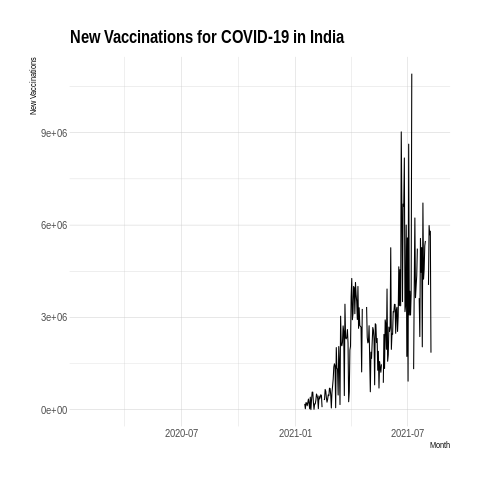 New Vaccinations for COVID-19 in India
New Vaccinations
9e+06
6e+06
3e+06
0e+00
2020-07 2021-01 2021-07
Month